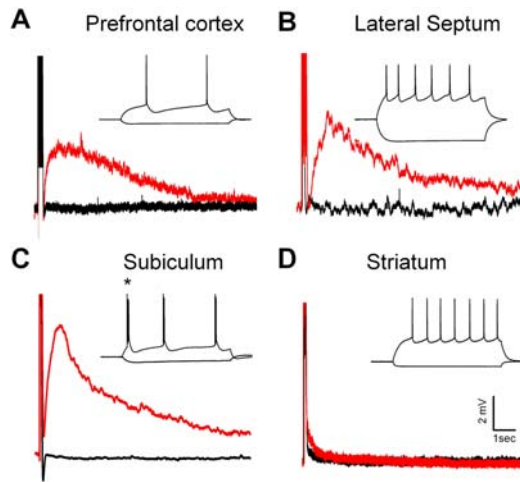 A Prefrontal cortex
B Lateral Septum
C Subiculum
*
D Striatum
2 mV
1sec